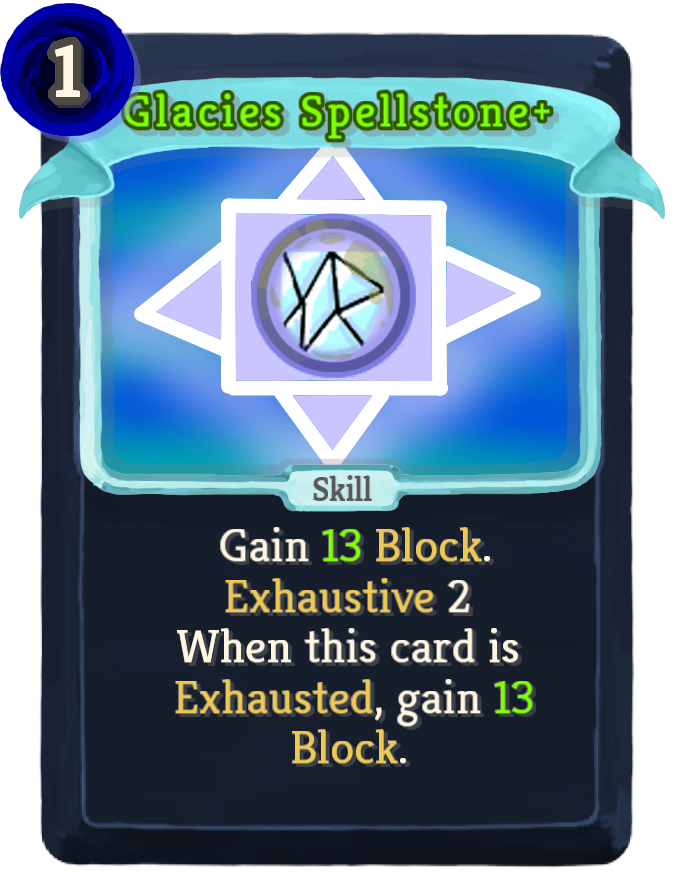 1
Glacies Spellstone+
Skill
Gain 13 Block.
Exhaustive 2
When this card is
Exhausted, gain 13
Block.